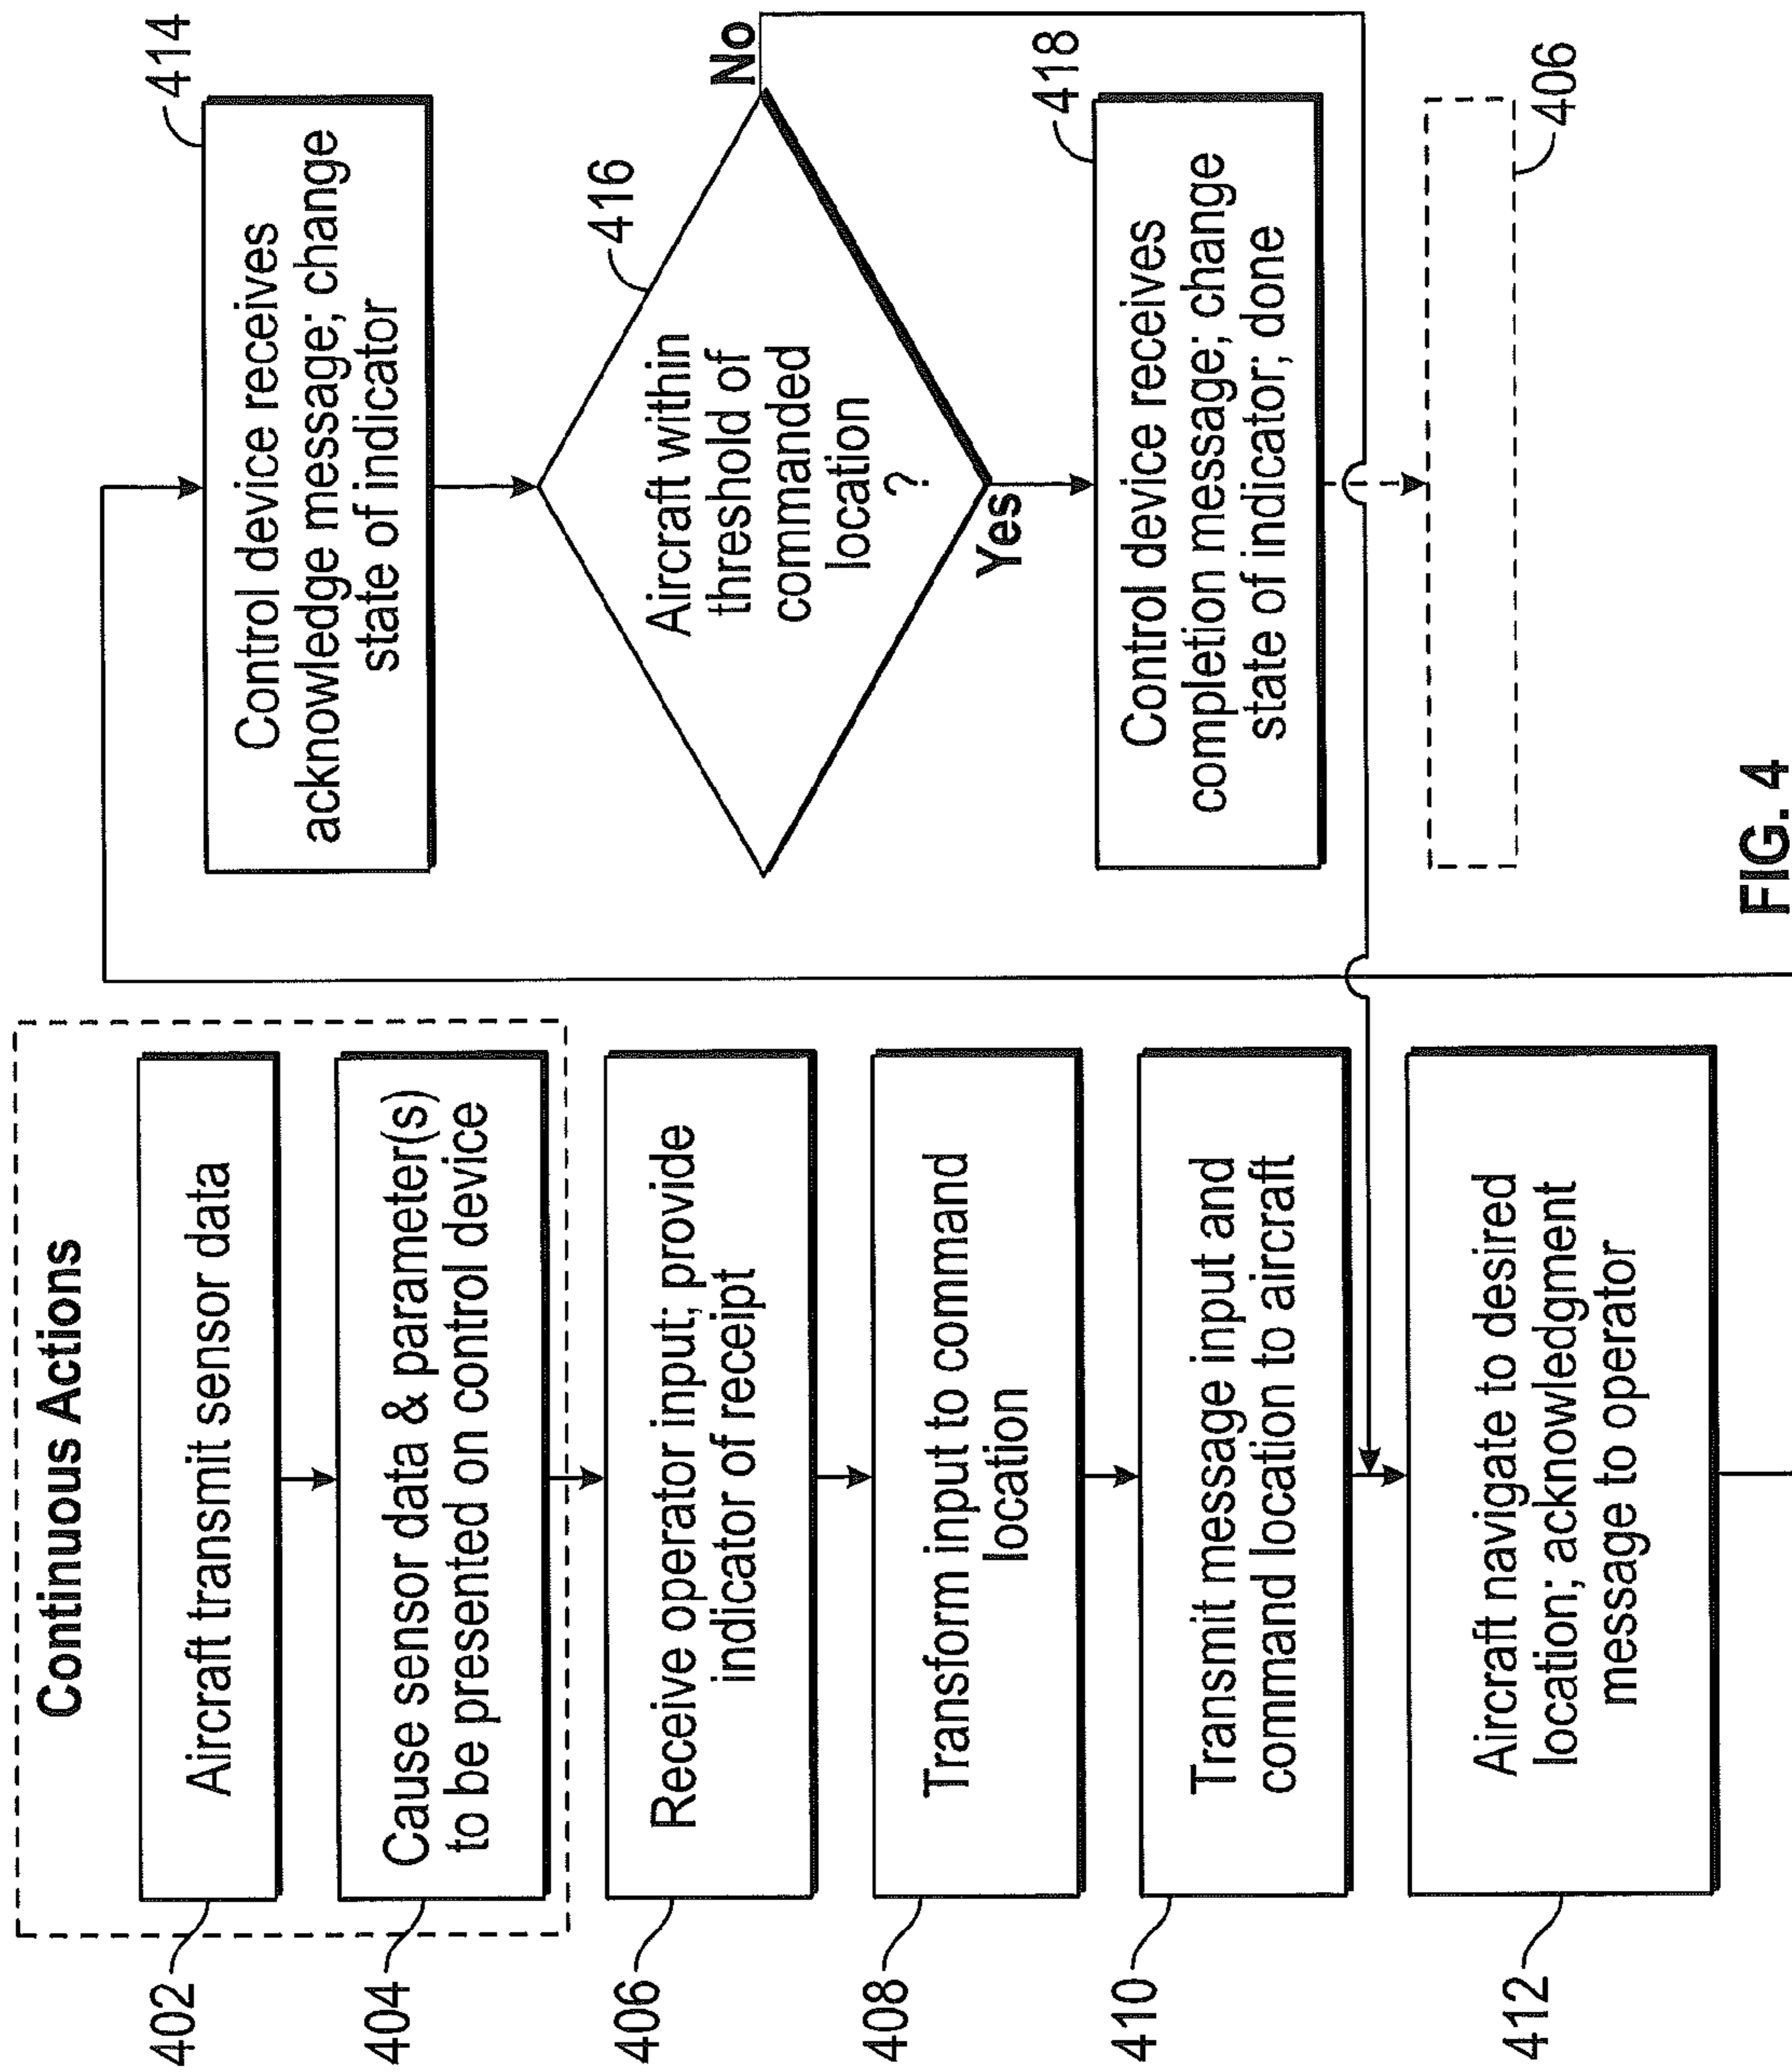 Continuous Actions
402
Aircraft transmit sensor data
404
Cause sensor data & parameter(s)
to be presented on control device
406
Receive operator input; provide
indicator of receipt
408
Transform input to command
location
410
Transmit message input and
command location to aircraft
412
Aircraft navigate to desired
location; acknowledgment
message to operator
414
Control device receives
acknowledge message; change
state of indicator
416
Aircraft within
threshold of
commanded
location
?
No
Yes
418
Control device receives
completion message; change
state of indicator; done
406
FIG. 4